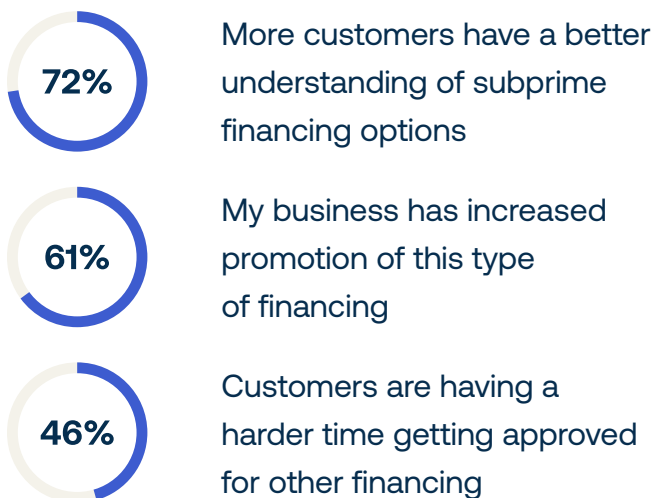 72%
More customers have a better
understanding of subprime
financing options
61%
My business has increased
promotion of this type
of financing
46%
Customers are having a
harder time getting approved
for other financing